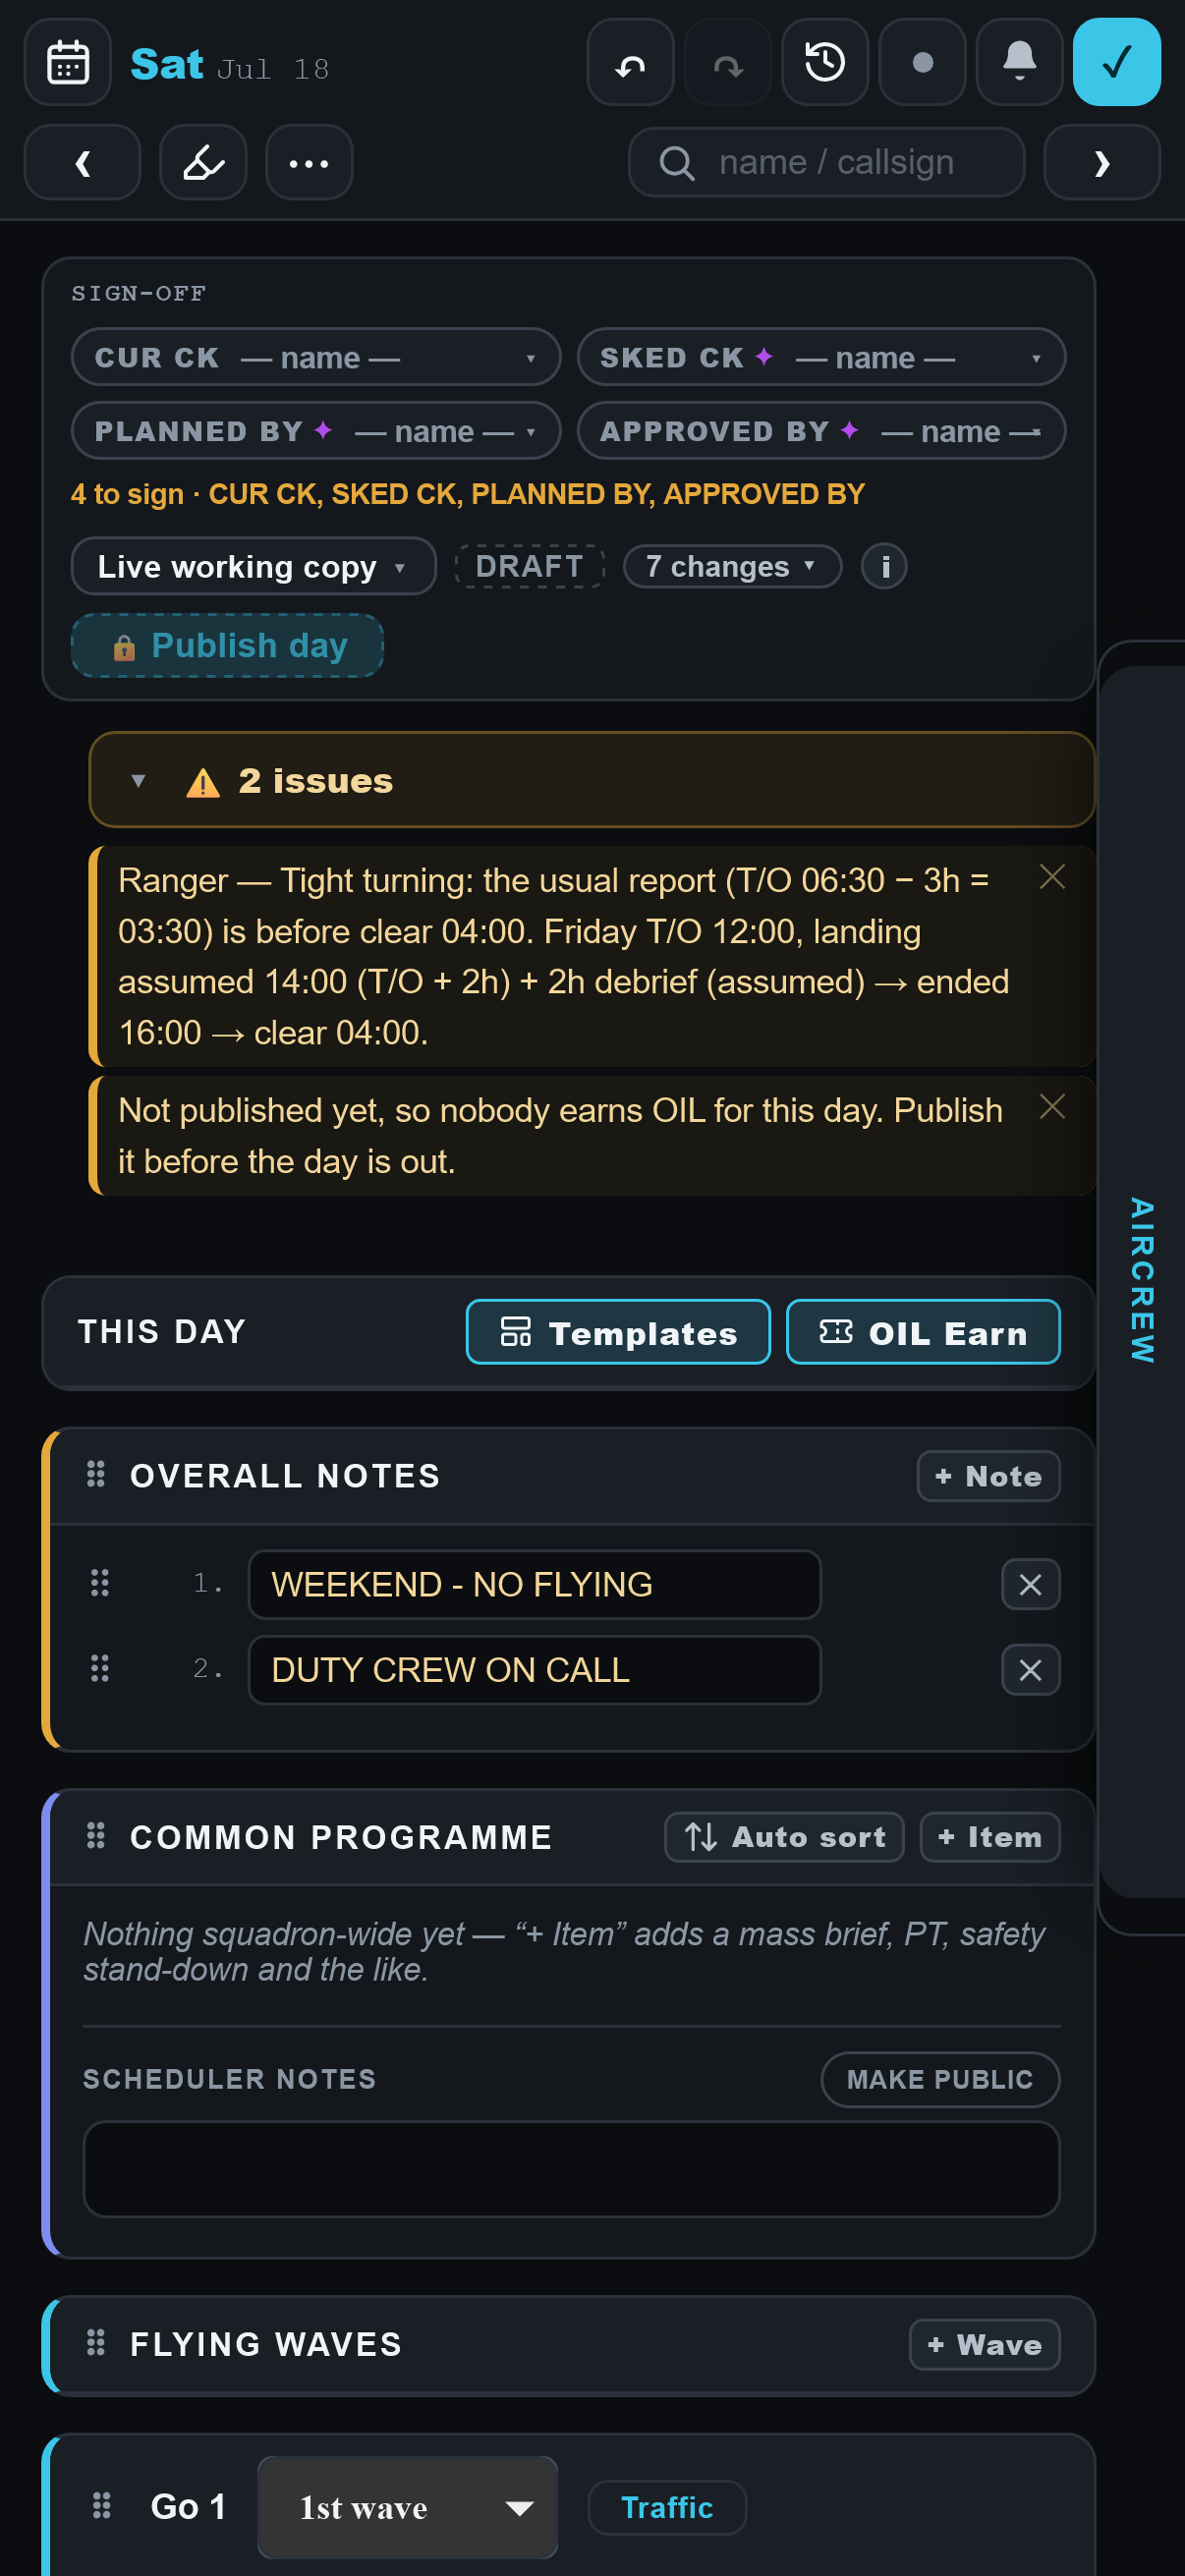 Sat Jul 18
name / callsign
SIGN-OFF
CUR CK — name —
SKED CK — name —
PLANNED BY — name —
APPROVED BY — name —
4 to sign · CUR CK, SKED CK, PLANNED BY, APPROVED BY
Live working copy DRAFT 7 changes i
Publish day
2 issues
Ranger — Tight turning: the usual report (T/O 06:30 − 3h =
03:30) is before clear 04:00. Friday T/O 12:00, landing
assumed 14:00 (T/O + 2h) + 2h debrief (assumed) → ended
16:00 → clear 04:00.
Not published yet, so nobody earns OIL for this day. Publish
it before the day is out.
AIRCREW
THIS DAY Templates OIL Earn
OVERALL NOTES + Note
1. WEEKEND - NO FLYING
2. DUTY CREW ON CALL
COMMON PROGRAMME Auto sort + Item
Nothing squadron-wide yet — “+ Item” adds a mass brief, PT, safety
stand-down and the like.
SCHEDULER NOTES MAKE PUBLIC
FLYING WAVES + Wave
Go 1 1st wave Traffic